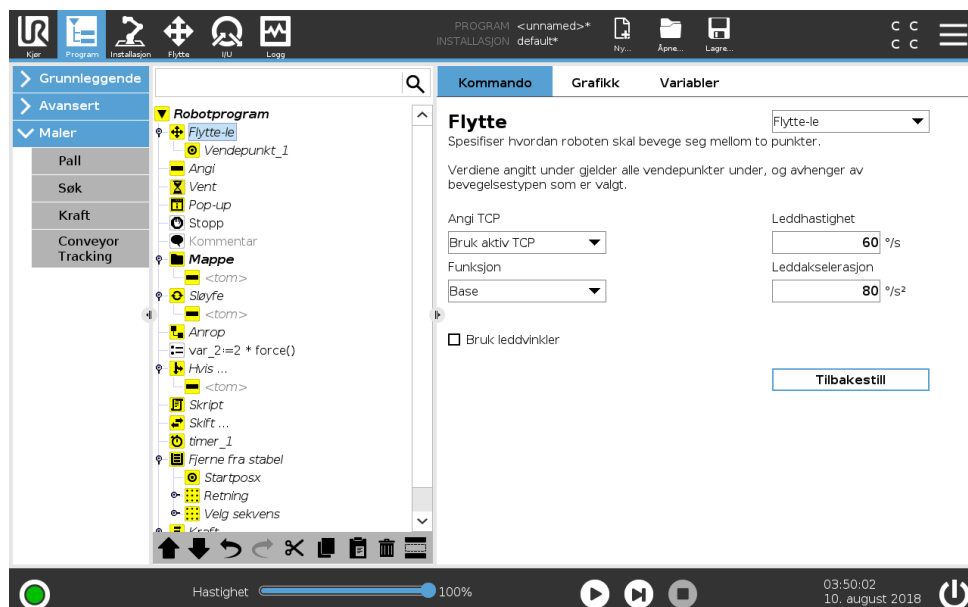 PROGRAM <unnamed>*
INSTALLASJON default*
UR
Kjør
Program
Installasjon
Flytte
I/U
Logg
Ny...
Åpne...
Lagre...
C C
C C
Grunnleggende
Avansert
Maler
Pall
Søk
Kraft
Conveyor
Tracking
Robotprogram
Flytte-le
Vendepunkt_1
Angi
Vent
Pop-up
Stopp
Kommentar
Mappe
<tom>
Sløyfe
<tom>
Anrop
var_2:=2 * force()
Hvis ...
<tom>
Skript
Skift ...
timer_1
Fjerne fra stabel
Startposx
Retning
Velg sekvens
Kraft
Kommando
Grafikk
Variabler
Flytte
Flytte-le
Spesifiser hvordan roboten skal bevege seg mellom to punkter.
Verdiene angitt under gjelder alle vendepunkter under, og avhenger av
bevegelsestypen som er valgt.
Angi TCP
Leddhastighet
Bruk aktiv TCP
60 °/s
Funksjon
Leddakselerasjon
Base
80 °/s²
Bruk leddvinkler
Tilbakestill
Hastighet
100%
03:50:02
10. august 2018